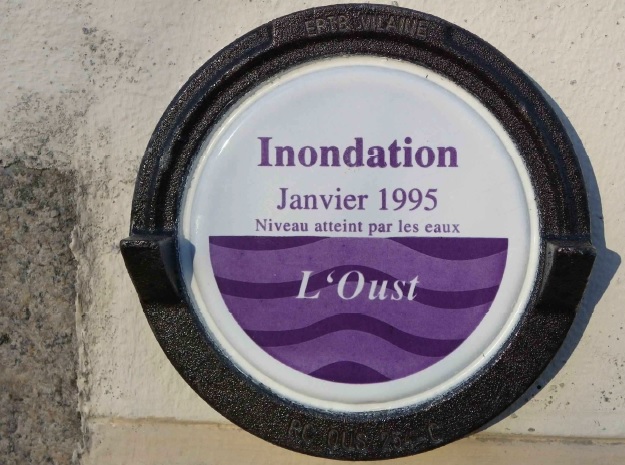 EPTB VILAINE
Inondation
Janvier 1995
Niveau atteint par les eaux
L'Oust